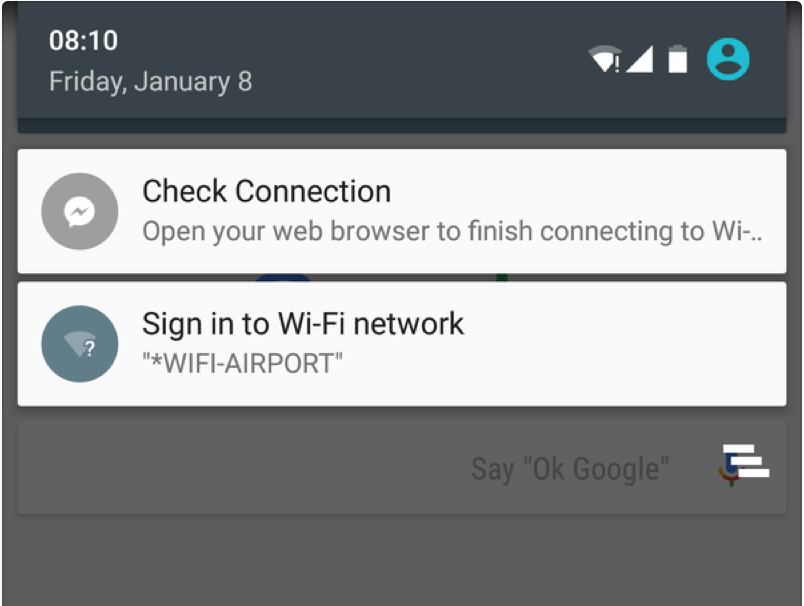 08:10
Friday, January 8
Check Connection
Open your web browser to finish connecting to Wi-..
Sign in to Wi-Fi network
"*WIFI-AIRPORT"
Say "Ok Google"